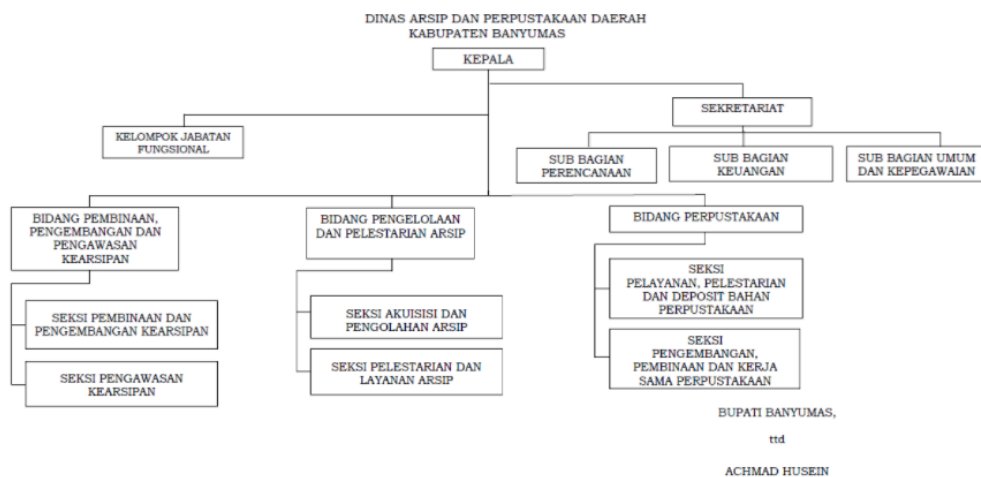 DINAS ARSIP DAN PERPUSTAKAAN DAERAH
KABUPATEN BANYUMAS
KEPALA
SEKRETARIAT
KELOMPOK JABATAN
FUNGSIONAL
SUB BAGIAN
PERENCANAAN
SUB BAGIAN
KEUANGAN
SUB BAGIAN UMUM
DAN KEPEGAWAIAN
BIDANG PEMBINAAN,
PENGEMBANGAN DAN
PENGAWASAN
KEARSIPAN
BIDANG PENGELOLAAN
DAN PELESTARIAN ARSIP
BIDANG PERPUSTAKAAN
SEKSI PEMBINAAN DAN
PENGEMBANGAN KEARSIPAN
SEKSI PENGAWASAN
KEARSIPAN
SEKSI AKUISISI DAN
PENGOLAHAN ARSIP
SEKSI PELESTARIAN DAN
LAYANAN ARSIP
SEKSI
PELAYANAN, PELESTARIAN
DAN DEPOSIT BAHAN
PERPUSTAKAAN
SEKSI
PENGEMBANGAN,
PEMBINAAN DAN KERJA
SAMA PERPUSTAKAAN
BUPATI BANYUMAS,
ttd
ACHMAD HUSEIN